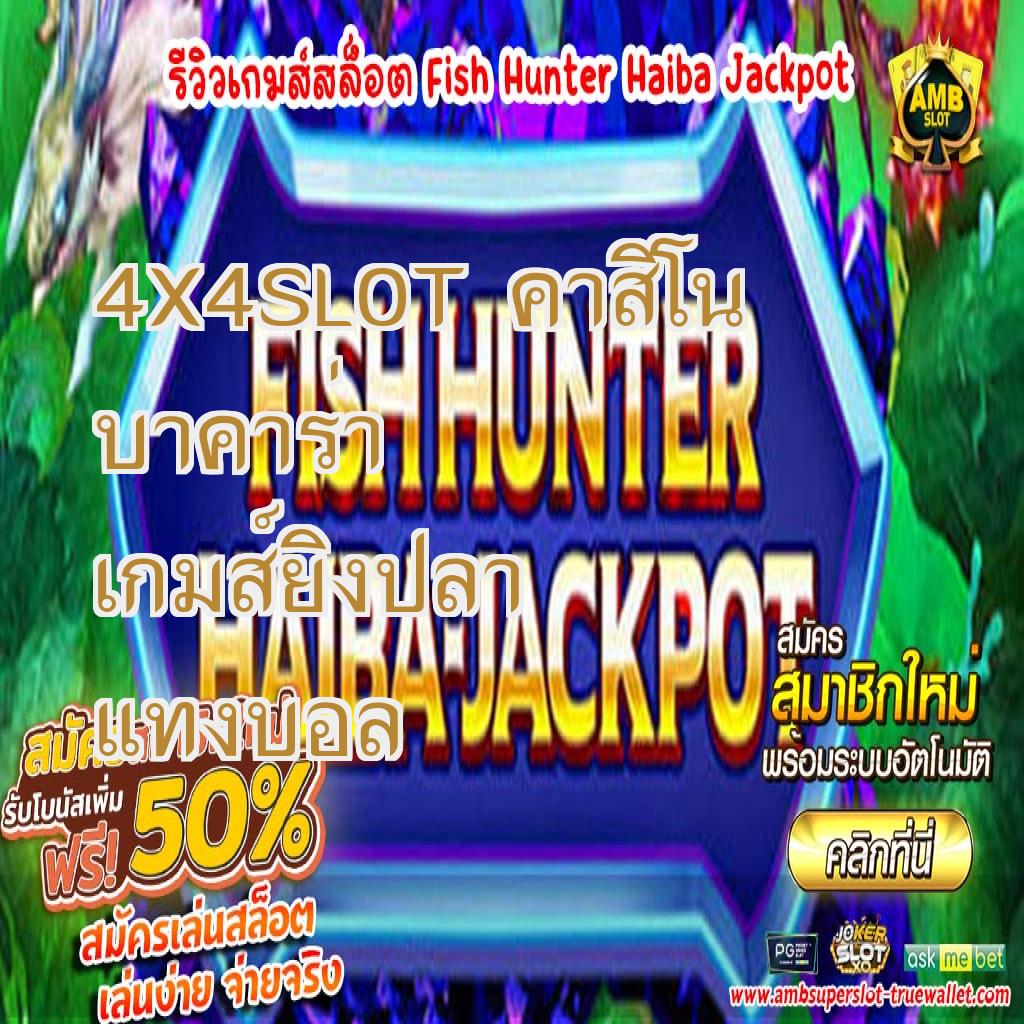 รีวิวเกมส์สล็อต Fish Hunter Haiba Jackpot
AMB
SLOT
4X4SLOT คาสิโน
บาคาร่า
เกมส์ยิงปลา
แทงบอล
FISH HUNTER
HAIBA JACKPOT
สมัคร
สมาชิกใหม่
พร้อมระบบอัตโนมัติ
คลิกที่นี่
รับโบนัสเพิ่ม
ฟรี! 50%
สมัครเล่นสล็อต
เล่นง่าย จ่ายจริง
PG
JOKER
SLOT
XO
ask me bet
www.ambsuperslot-truewallet.com